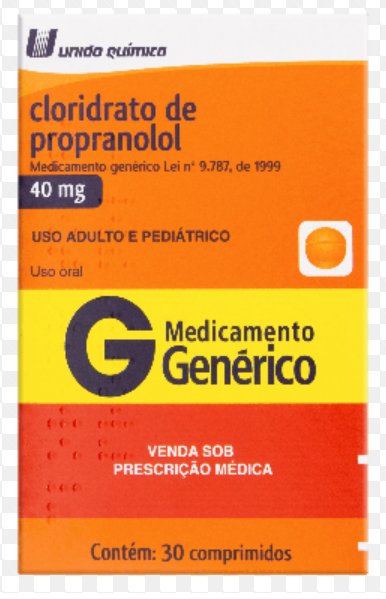 UNIÃO QUÍMICA
cloridrato de
propranolol
Medicamento genérico Lei n° 9.787, de 1999
40 mg
USO ADULTO E PEDIÁTRICO
Uso oral
G Medicamento
Genérico
VENDA SOB
PRESCRIÇÃO MÉDICA
Contém: 30 comprimidos